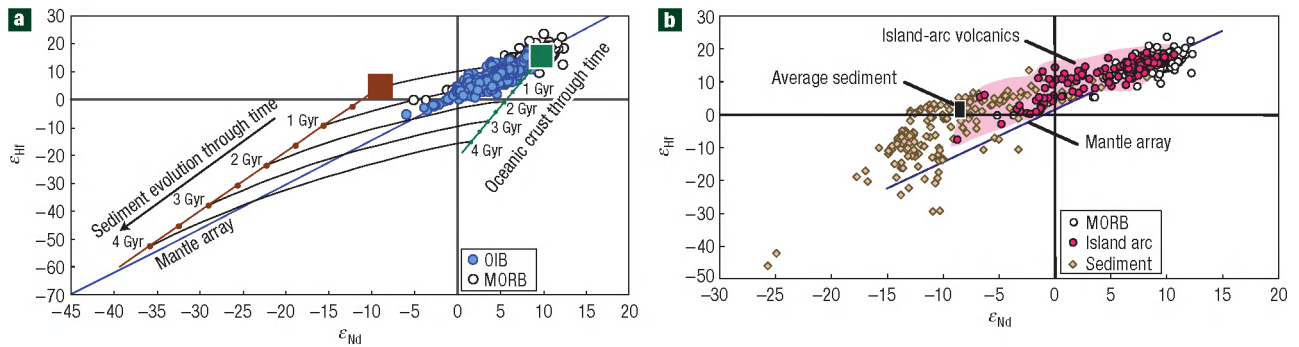 a
30
20
10
0
−10
−20
−30
−40
−50
−60
−70
εHf
−45
−40
−35
−30
−25
−20
−15
−10
−5
0
5
10
15
20
εNd
Sediment evolution through time
1 Gyr
2 Gyr
3 Gyr
4 Gyr
Mantle array
Oceanic crust through time
1 Gyr
2 Gyr
3 Gyr
4 Gyr
OIB
MORB
b
30
20
10
0
−10
−20
−30
−40
−50
εHf
−30
−25
−20
−15
−10
−5
0
5
10
15
20
εNd
Island-arc volcanics
Average sediment
Mantle array
MORB
Island arc
Sediment